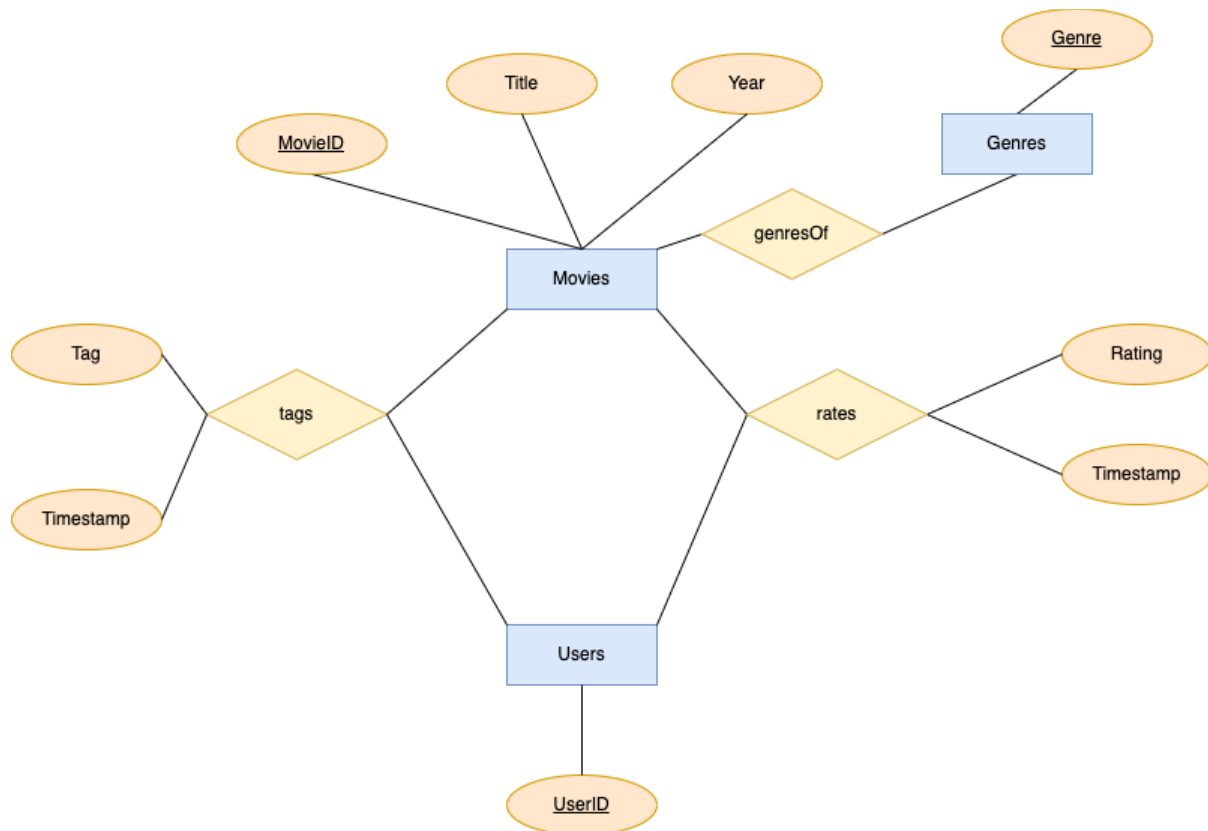 Genre
Title
Year
MovieID
Genres
genresOf
Movies
Tag
Rating
tags
rates
Timestamp
Timestamp
Users
UserID